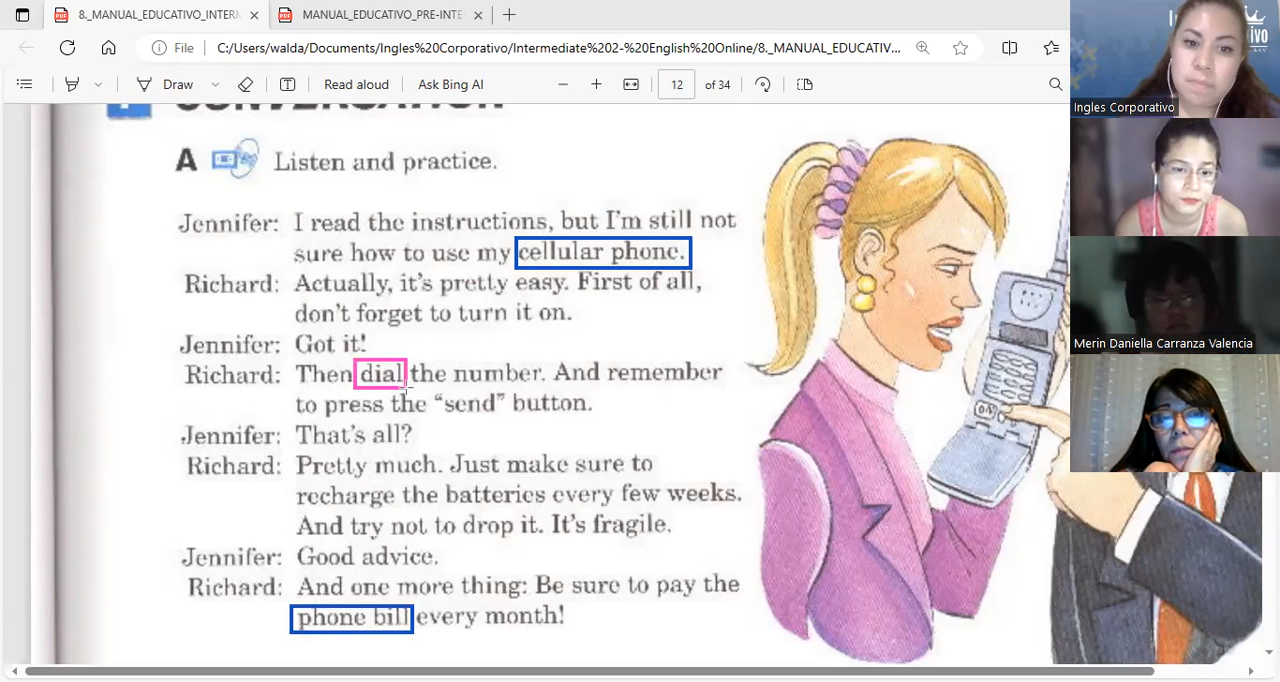 8._MANUAL_EDUCATIVO_INTERM
MANUAL_EDUCATIVO_PRE-INTE
File
C:/Users/walda/Documents/Ingles%20Corporativo/Intermediate%202-%20English%20Online/8._MANUAL_EDUCATIV...
Draw
Read aloud
Ask Bing AI
12
of 34
CONVERSATION
A
Listen and practice.
Jennifer: I read the instructions, but I'm still not
sure how to use my cellular phone.
Richard: Actually, it's pretty easy. First of all,
don't forget to turn it on.
Jennifer: Got it!
Richard: Then dial the number. And remember
to press the "send" button.
Jennifer: That's all?
Richard: Pretty much. Just make sure to
recharge the batteries every few weeks.
And try not to drop it. It's fragile.
Jennifer: Good advice.
Richard: And one more thing: Be sure to pay the
phone bill every month!
Ingles Corporativo
Merin Daniella Carranza Valencia